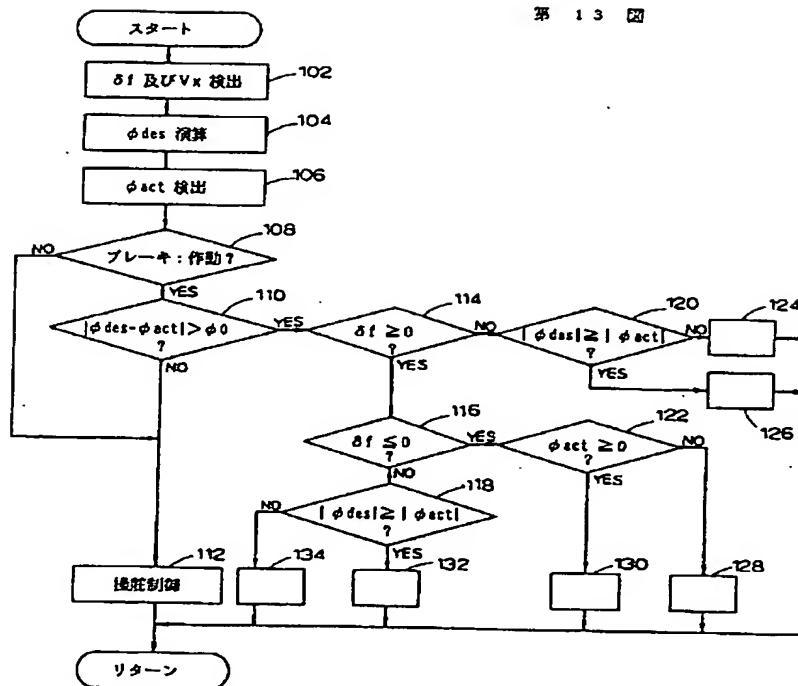 第 13 図
スタート
δf 及びVx 検出
102
φdes 演算
104
φact 検出
106
ブレーキ:作動?
108
NO
YES
|φdes-φact|>φ0
?
110
YES
NO
δf ≧0
?
114
NO
YES
|φdes|≧|φact|
?
120
NO
YES
124
126
δf ≦0
?
116
YES
NO
φact ≧0
?
122
NO
YES
|φdes|≧|φact|
?
118
NO
YES
操舵制御
112
134
132
130
128
リターン